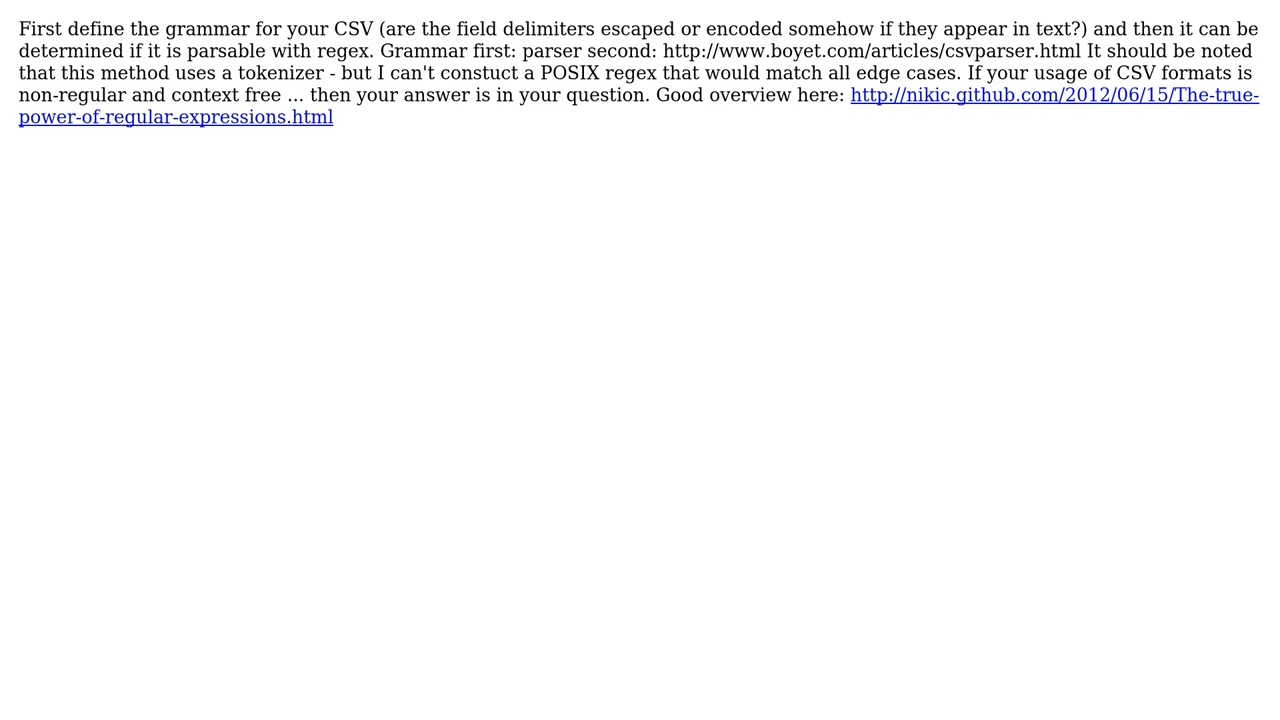 First define the grammar for your CSV (are the field delimiters escaped or encoded somehow if they appear in text?) and then it can be
determined if it is parsable with regex. Grammar first: parser second: http://www.boyet.com/articles/csvparser.html It should be noted
that this method uses a tokenizer - but I can't constuct a POSIX regex that would match all edge cases. If your usage of CSV formats is
non-regular and context free ... then your answer is in your question. Good overview here: http://nikic.github.com/2012/06/15/The-true-
power-of-regular-expressions.html